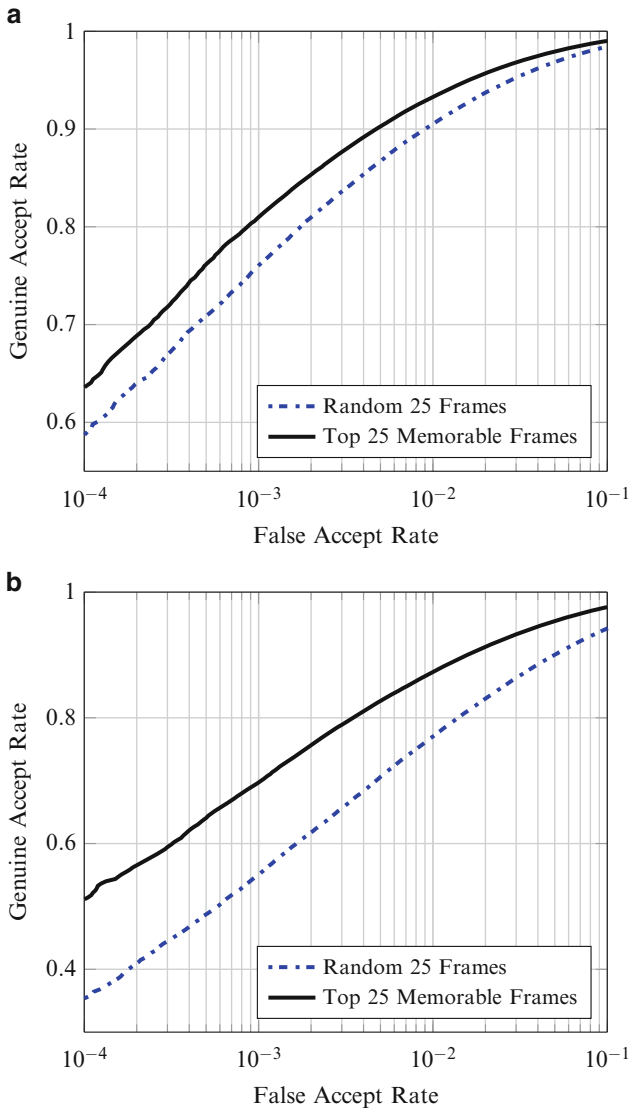 a
1
0.9
0.8
0.7
0.6
Genuine Accept Rate
Random 25 Frames
Top 25 Memorable Frames
10⁻⁴ 10⁻³ 10⁻² 10⁻¹
False Accept Rate
b
1
0.8
0.6
0.4
Genuine Accept Rate
Random 25 Frames
Top 25 Memorable Frames
10⁻⁴ 10⁻³ 10⁻² 10⁻¹
False Accept Rate